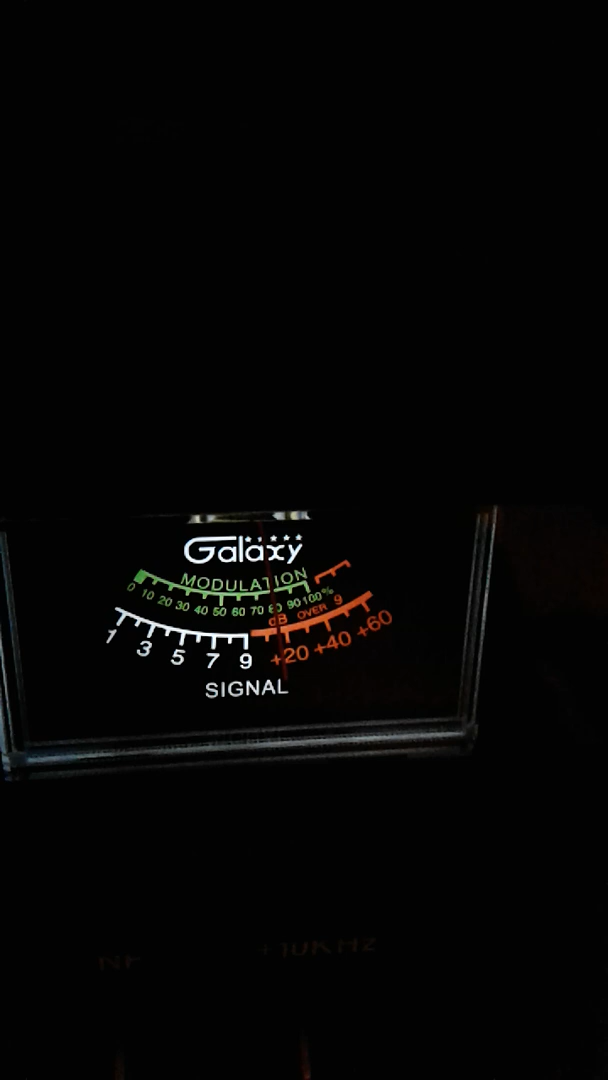 Galaxy
MODULATION
0 10 20 30 40 50 60 70 80 90 100%
dB OVER 9
1 3 5 7 9 +20 +40 +60
SIGNAL
+10KHz